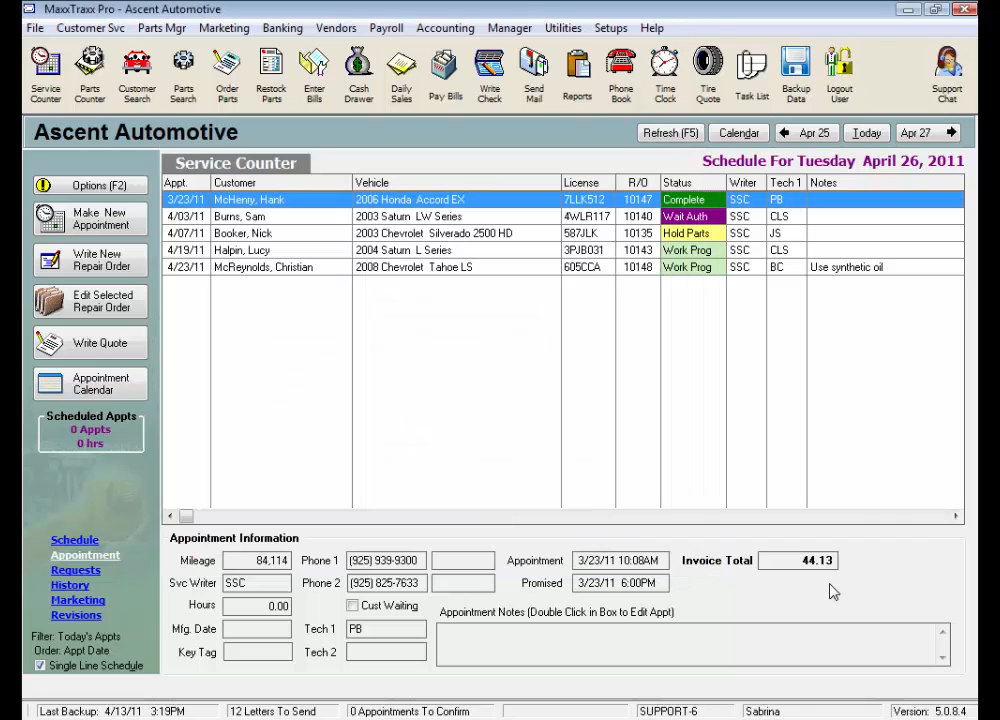 MaxxTraxx Pro - Ascent Automotive
File Customer Svc Parts Mgr Marketing Banking Vendors Payroll Accounting Manager Utilities Setups Help
Service Counter Parts Counter Customer Search Parts Search Order Parts Restock Parts Enter Bills Cash Drawer Daily Sales Pay Bills Write Check Send Mail Reports Phone Book Time Clock Tire Quote Task List Backup Data Logout User Support Chat
Ascent Automotive Refresh (F5) Calendar Apr 25 Today Apr 27
Service Counter Schedule For Tuesday April 26, 2011
Options (F2)
Make New Appointment
Write New Repair Order
Edit Selected Repair Order
Write Quote
Appointment Calendar
Scheduled Appts
0 Appts
0 hrs
Schedule
Appointment
Requests
History
Marketing
Revisions
Filter: Today's Appts
Order: Appt Date
Single Line Schedule
Appt. Customer Vehicle License R/O Status Writer Tech 1 Notes
3/23/11 McHenry, Hank 2006 Honda Accord EX 7LLK512 10147 Complete SSC PB
4/03/11 Burns, Sam 2003 Saturn LW Series 4WLR117 10140 Wait Auth SSC CLS
4/07/11 Booker, Nick 2003 Chevrolet Silverado 2500 HD 587JLK 10135 Hold Parts SSC JS
4/19/11 Halpin, Lucy 2004 Saturn L Series 3PJB031 10143 Work Prog SSC CLS
4/23/11 McReynolds, Christian 2008 Chevrolet Tahoe LS 605CCA 10148 Work Prog SSC BC Use synthetic oil
Appointment Information
Mileage 84,114 Phone 1 (925) 939-9300 Appointment 3/23/11 10:08AM Invoice Total 44.13
Svc Writer SSC Phone 2 (925) 825-7633 Promised 3/23/11 6:00PM
Hours 0.00 Cust Waiting Appointment Notes (Double Click in Box to Edit Appt)
Mfg. Date Tech 1 PB
Key Tag Tech 2
Last Backup: 4/13/11 3:19PM 12 Letters To Send 0 Appointments To Confirm SUPPORT-6 Sabrina Version: 5.0.8.4